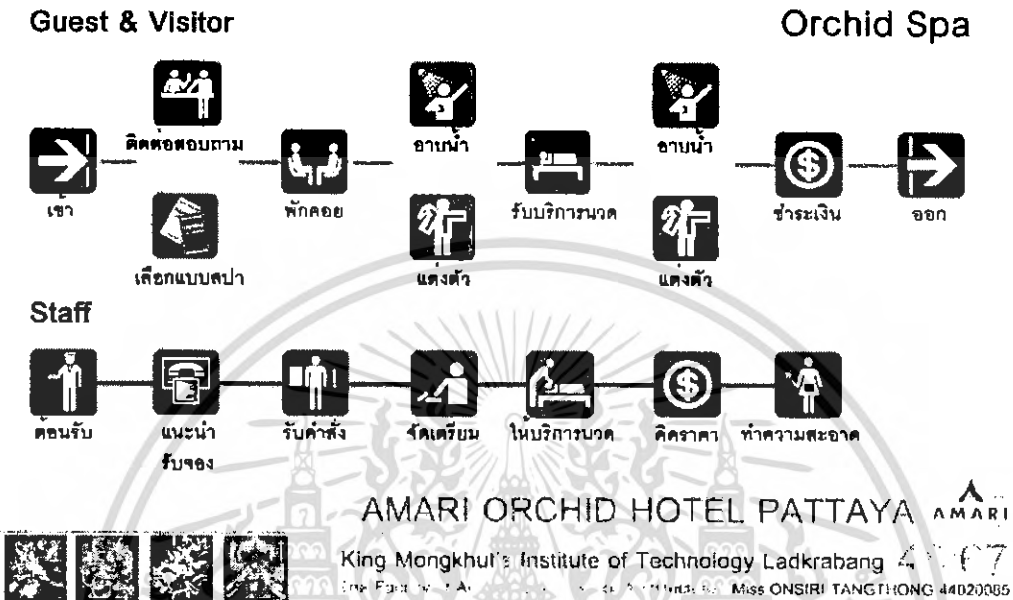 Guest & Visitor
Orchid Spa
ติดต่อสอบถาม
อาบน้ำ
อาบน้ำ
เข้า
พักคอย
รับบริการนวด
ชำระเงิน
ออก
เลือกแบบสปา
แต่งตัว
แต่งตัว
Staff
ต้อนรับ
แนะนำ
รับคำสั่ง
จัดเตรียม
ให้บริการนวด
คิดราคา
ทำความสะอาด
รับจอง
AMARI ORCHID HOTEL PATTAYA
AMARI
King Mongkhut's Institute of Technology Ladkrabang
Miss ONSIRI TANGTHONG 44020085